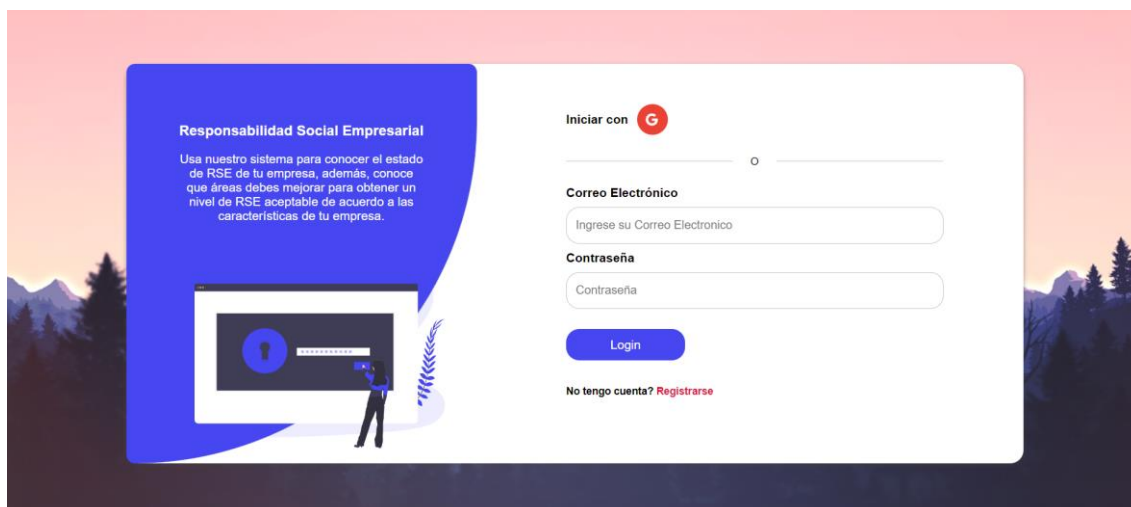 Responsabilidad Social Empresarial
Usa nuestro sistema para conocer el estado
de RSE de tu empresa, además, conoce
que áreas debes mejorar para obtener un
nivel de RSE aceptable de acuerdo a las
características de tu empresa.
Iniciar con G
O
Correo Electrónico
Ingrese su Correo Electronico
Contraseña
Contraseña
Login
No tengo cuenta? Registrarse